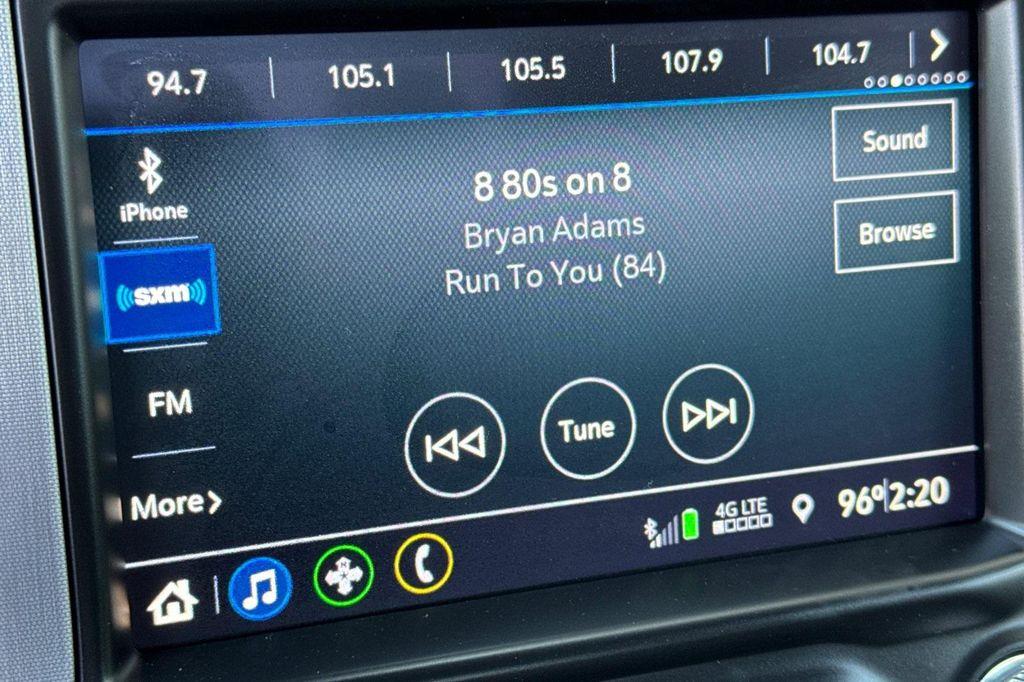 94.7 105.1 105.5 107.9 104.7
Sound
iPhone
8 80s on 8
Bryan Adams
Browse
Run To You (84)
sxm
FM
Tune
More
4G LTE
96° 2:20